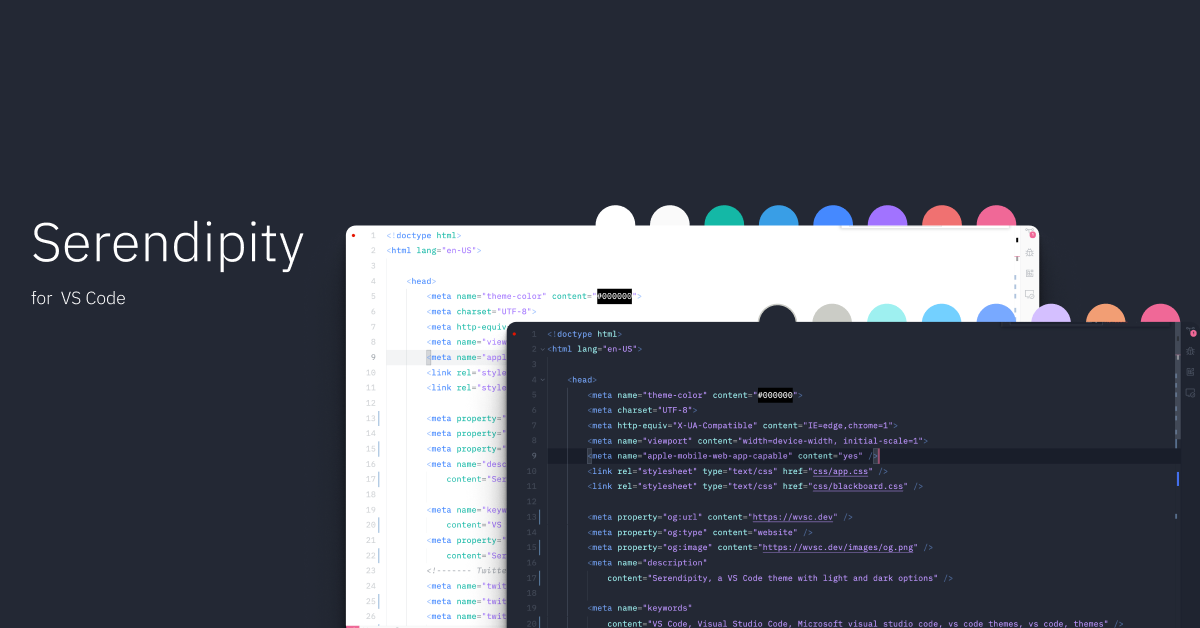 Serendipity
for VS Code
1 <!doctype html>
2 <html lang="en-US">
3
4 <head>
5 <meta name="theme-color" content="#000000">
6 <meta charset="UTF-8">
7 <meta http-equiv
8 <meta name="view
9 <meta name="appl
10 <link rel="style
11 <link rel="style
12
13 <meta property="
14 <meta property="
15 <meta property="
16 <meta name="desc
17 content="Ser
18
19 <meta name="keyw
20 content="VS
21 <meta property="
22 content="Ser
23 <!------- Twitte
24 <meta name="twit
25 <meta name="twit
26 <meta name="twit
1 <!doctype html>
2 <html lang="en-US">
3
4 <head>
5 <meta name="theme-color" content="#000000">
6 <meta charset="UTF-8">
7 <meta http-equiv="X-UA-Compatible" content="IE=edge,chrome=1">
8 <meta name="viewport" content="width=device-width, initial-scale=1">
9 <meta name="apple-mobile-web-app-capable" content="yes" />
10 <link rel="stylesheet" type="text/css" href="css/app.css" />
11 <link rel="stylesheet" type="text/css" href="css/blackboard.css" />
12
13 <meta property="og:url" content="https://wvsc.dev" />
14 <meta property="og:type" content="website" />
15 <meta property="og:image" content="https://wvsc.dev/images/og.png" />
16 <meta name="description"
17 content="Serendipity, a VS Code theme with light and dark options" />
18
19 <meta name="keywords"
20 content="VS Code, Visual Studio Code, Microsoft visual studio code, vs code themes, vs code, themes" />